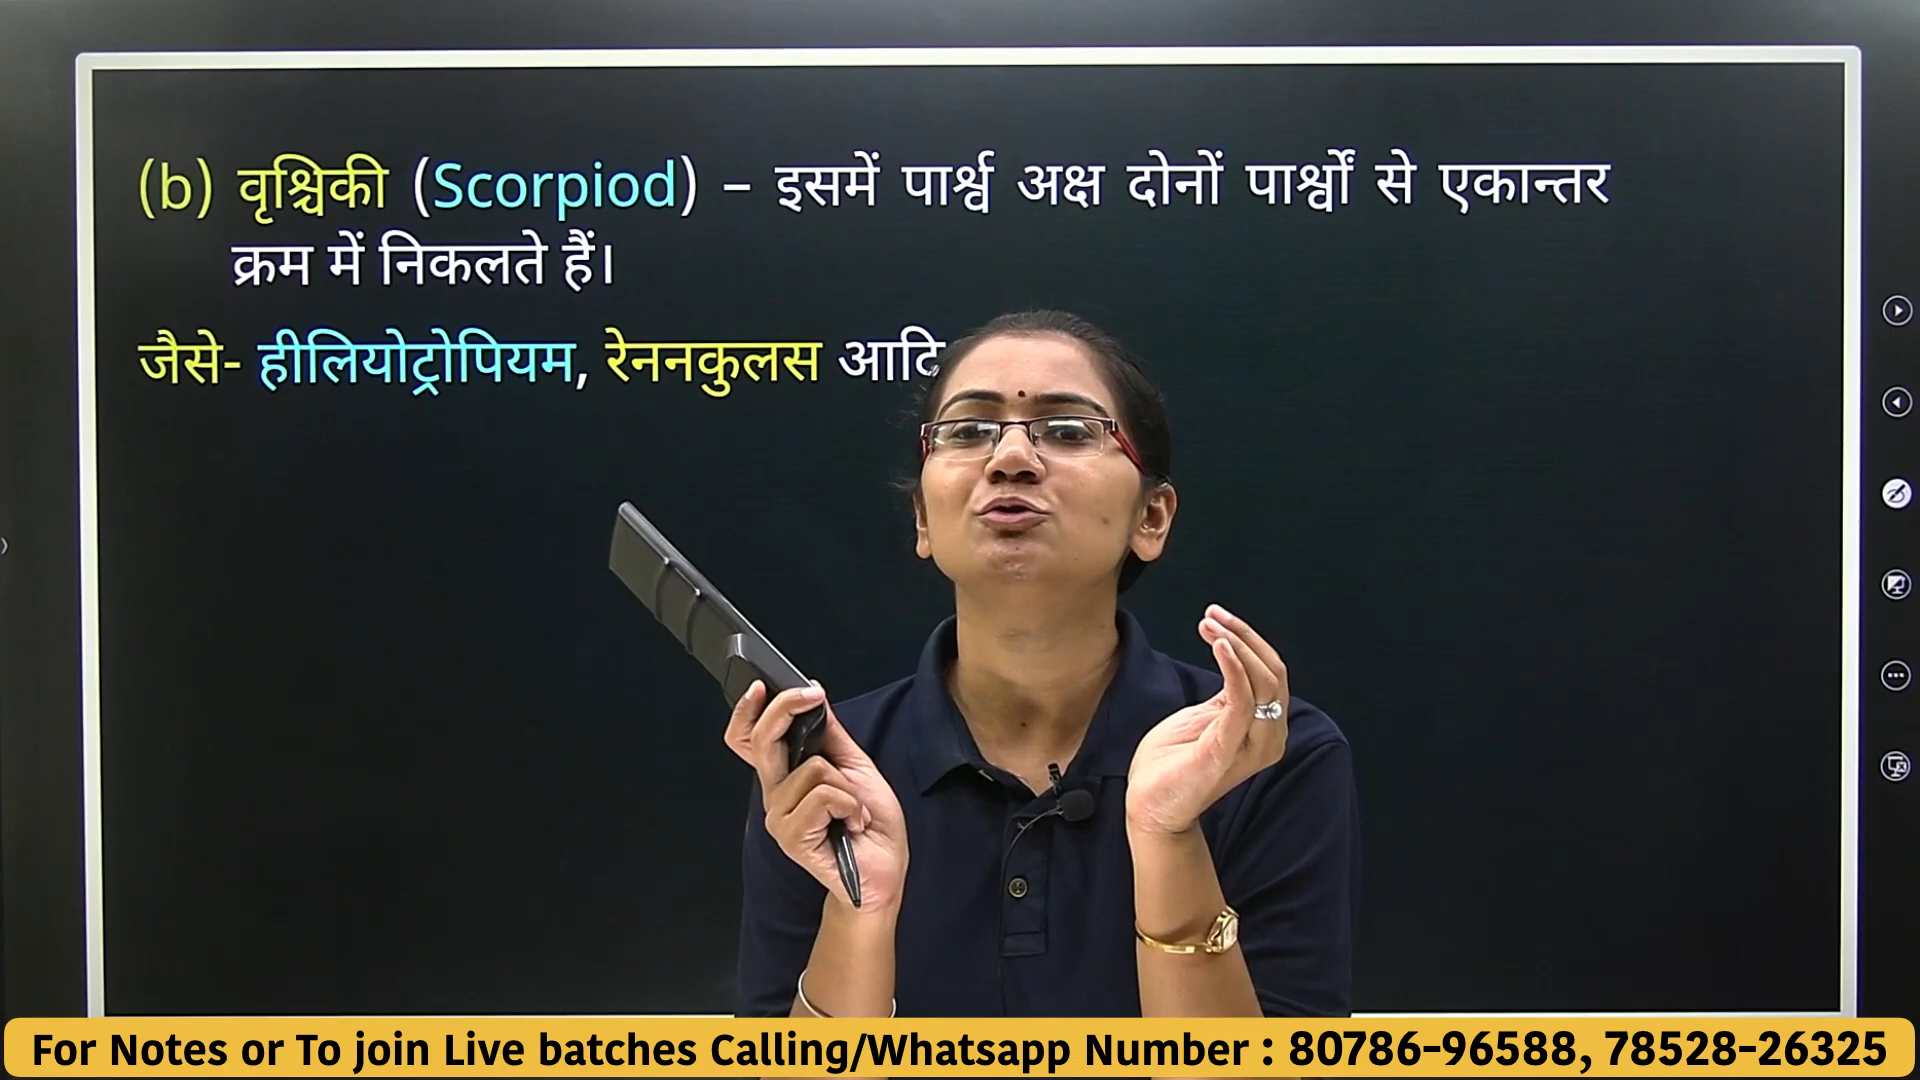 (b) वृश्चिकी (Scorpiod) – इसमें पार्श्व अक्ष दोनों पार्श्वों से एकान्तर
क्रम में निकलते हैं।
जैसे- हीलियोट्रोपियम, रेननकुलस आदि
For Notes or To join Live batches Calling/Whatsapp Number : 80786-96588, 78528-26325